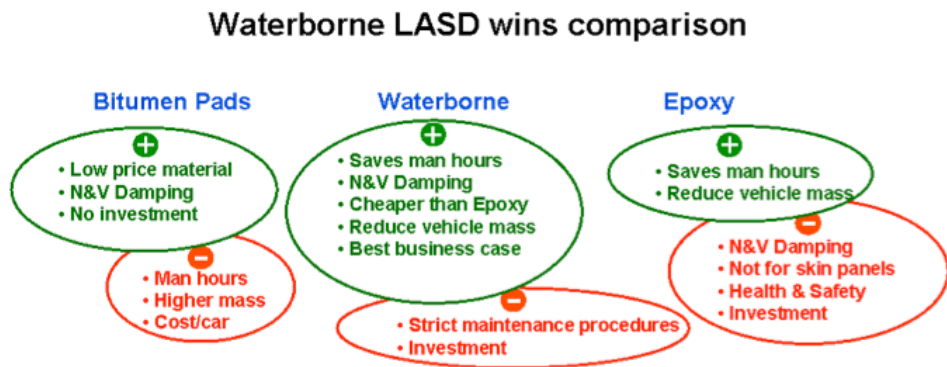 Waterborne LASD wins comparison
Bitumen Pads
+
• Low price material
• N&V Damping
• No investment
−
• Man hours
• Higher mass
• Cost/car
Waterborne
+
• Saves man hours
• N&V Damping
• Cheaper than Epoxy
• Reduce vehicle mass
• Best business case
−
• Strict maintenance procedures
• Investment
Epoxy
+
• Saves man hours
• Reduce vehicle mass
−
• N&V Damping
• Not for skin panels
• Health & Safety
• Investment